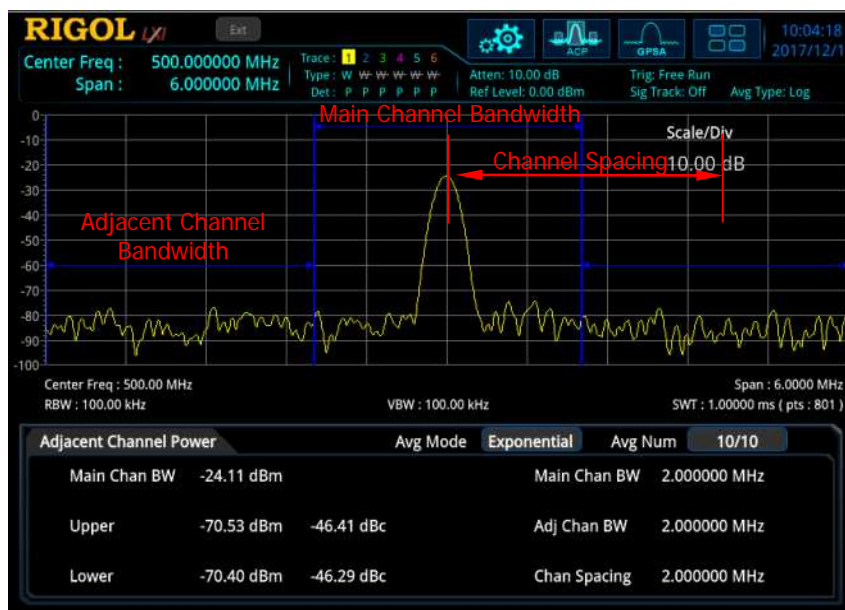 RIGOL LXI Ext
10:04:18
2017/12/1
Center Freq : 500.000000 MHz
Span : 6.000000 MHz
Trace : 1 2 3 4 5 6
Type : W W W W W W
Det : P P P P P P
ACP
GPSA
Atten: 10.00 dB
Ref Level: 0.00 dBm
Trig: Free Run
Sig Track: Off
Avg Type: Log
Main Channel Bandwidth
Scale/Div
10.00 dB
Channel Spacing
Adjacent Channel
Bandwidth
0
-10
-20
-30
-40
-50
-60
-70
-80
-90
-100
Center Freq : 500.00 MHz
Span : 6.0000 MHz
RBW : 100.00 kHz
VBW : 100.00 kHz
SWT : 1.00000 ms ( pts : 801 )
Adjacent Channel Power
Avg Mode Exponential Avg Num 10/10
Main Chan BW -24.11 dBm Main Chan BW 2.000000 MHz
Upper -70.53 dBm -46.41 dBc Adj Chan BW 2.000000 MHz
Lower -70.40 dBm -46.29 dBc Chan Spacing 2.000000 MHz